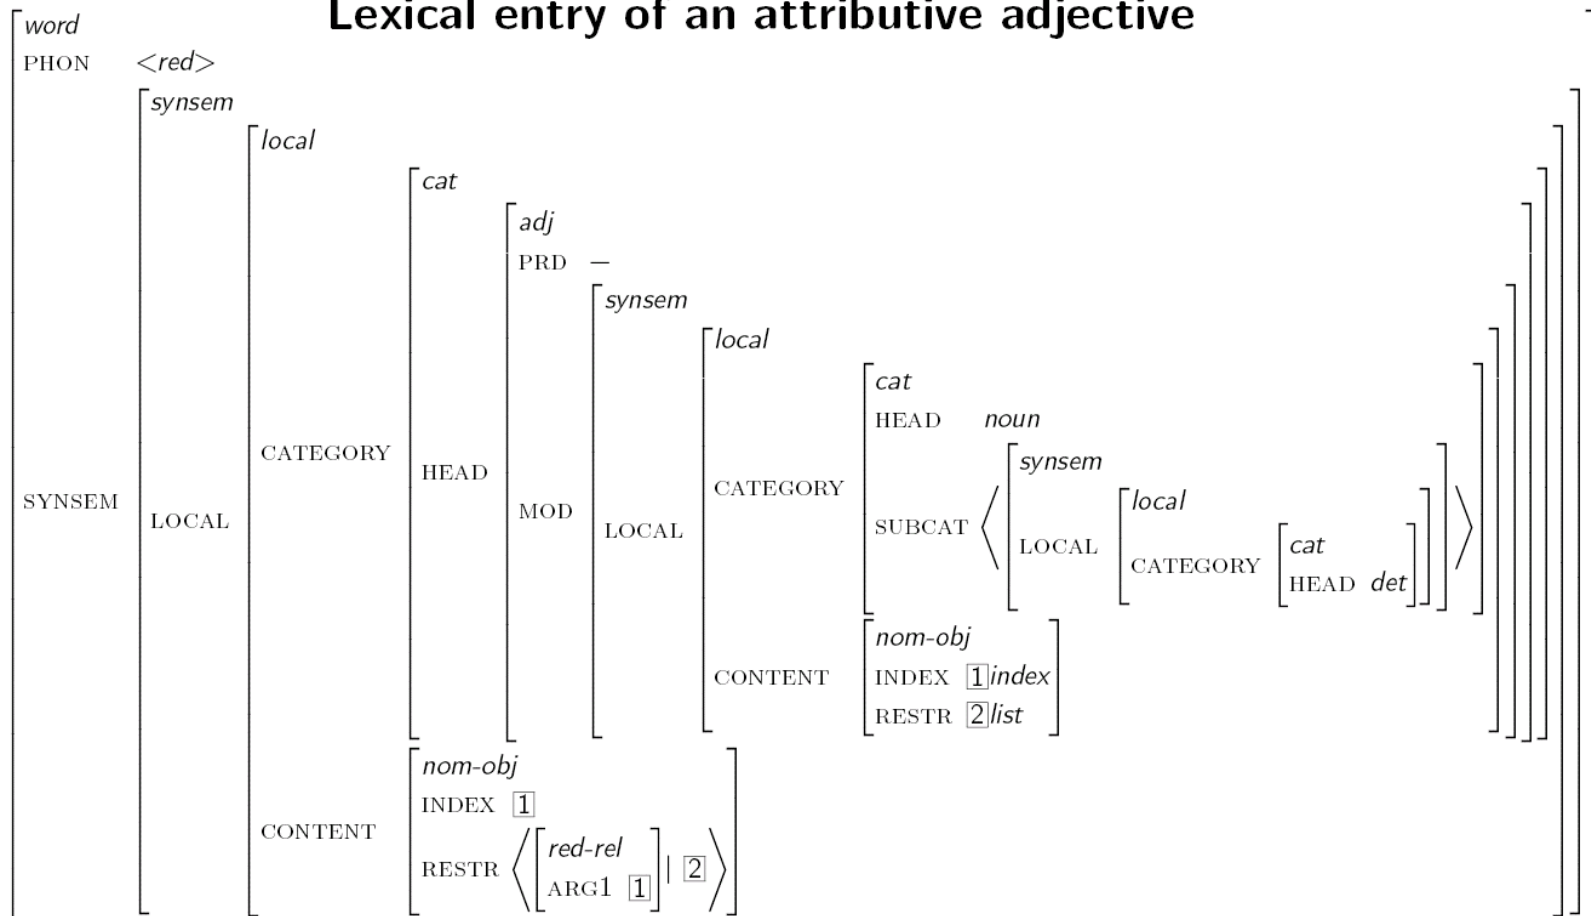 Lexical entry of an attributive adjective
word
PHON <red>
synsem
local
cat
adj
PRD −
synsem
local
cat
HEAD noun
synsem
local
CATEGORY
HEAD
CATEGORY
SYNSEM
LOCAL
MOD
LOCAL
SUBCAT
LOCAL
CATEGORY
cat
HEAD det
nom-obj
CONTENT
INDEX 1 index
RESTR 2 list
nom-obj
INDEX 1
CONTENT
red-rel
RESTR
ARG1 1
| 2